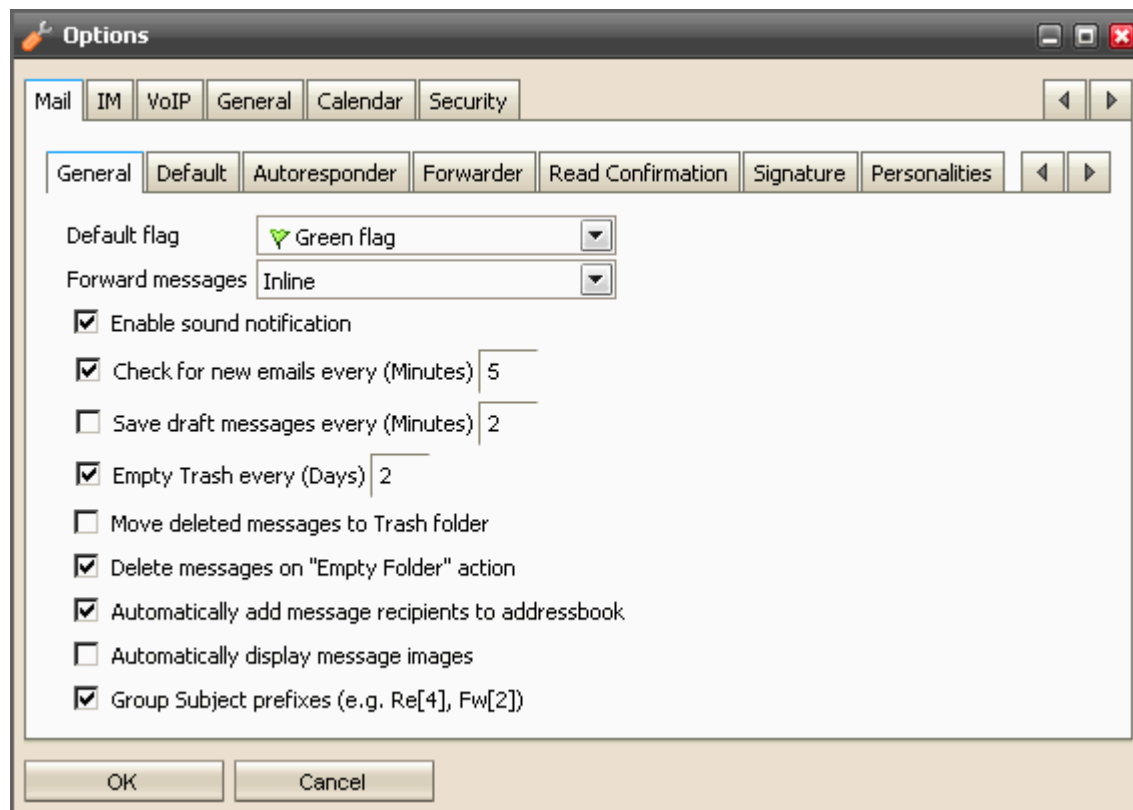 Options
Mail IM VoIP General Calendar Security
General Default Autoresponder Forwarder Read Confirmation Signature Personalities
Default flag Green flag
Forward messages Inline
Enable sound notification
Check for new emails every (Minutes) 5
Save draft messages every (Minutes) 2
Empty Trash every (Days) 2
Move deleted messages to Trash folder
Delete messages on "Empty Folder" action
Automatically add message recipients to addressbook
Automatically display message images
Group Subject prefixes (e.g. Re[4], Fw[2])
OK Cancel